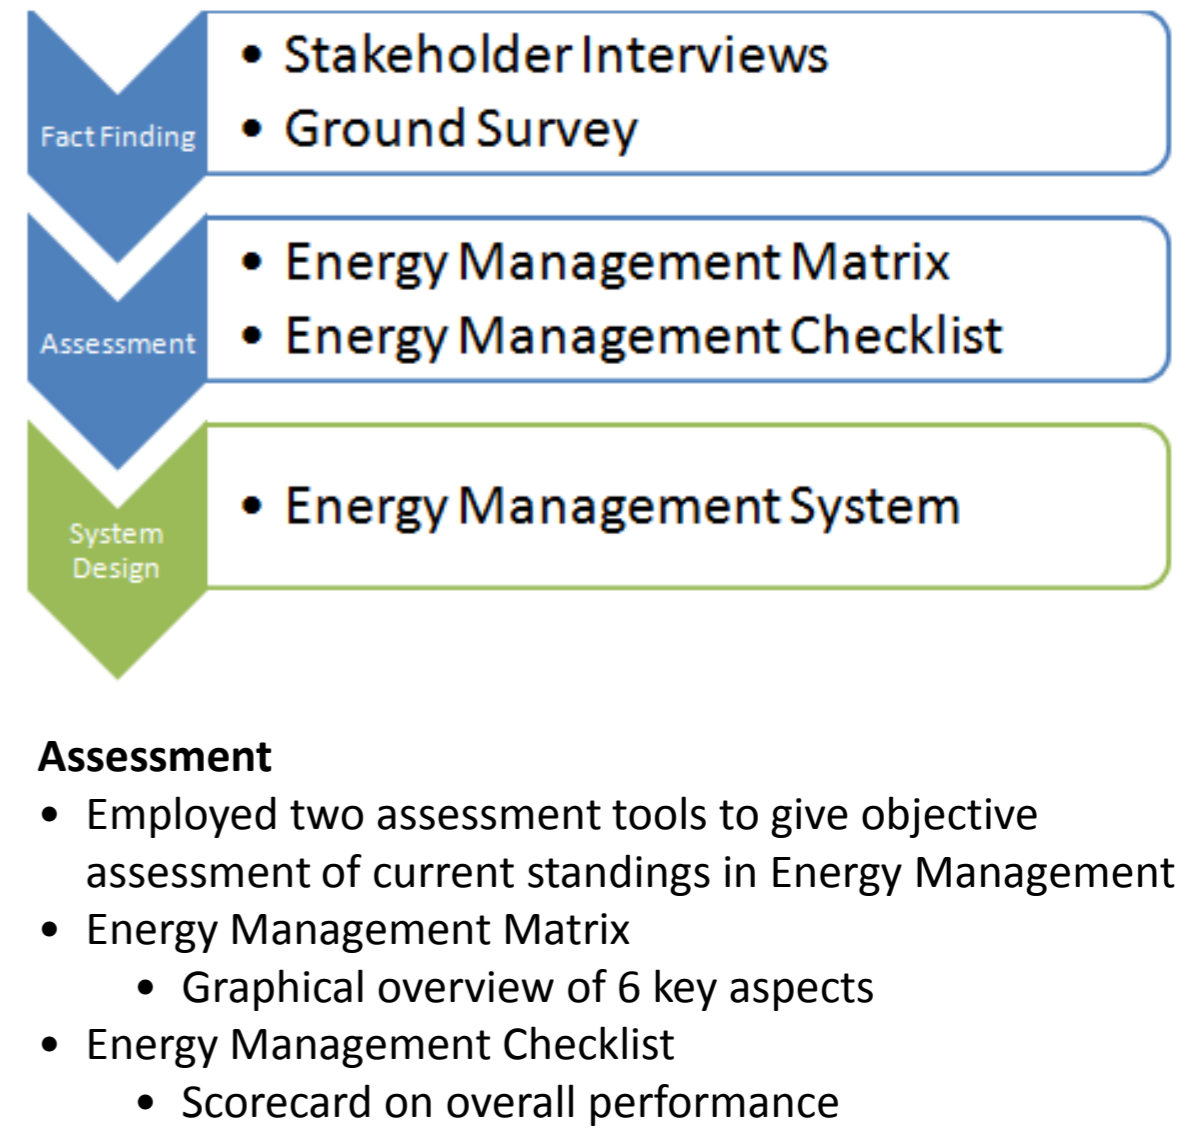 Fact Finding
• Stakeholder Interviews
• Ground Survey
Assessment
• Energy Management Matrix
• Energy Management Checklist
System
Design
• Energy Management System
Assessment
• Employed two assessment tools to give objective
assessment of current standings in Energy Management
• Energy Management Matrix
• Graphical overview of 6 key aspects
• Energy Management Checklist
• Scorecard on overall performance